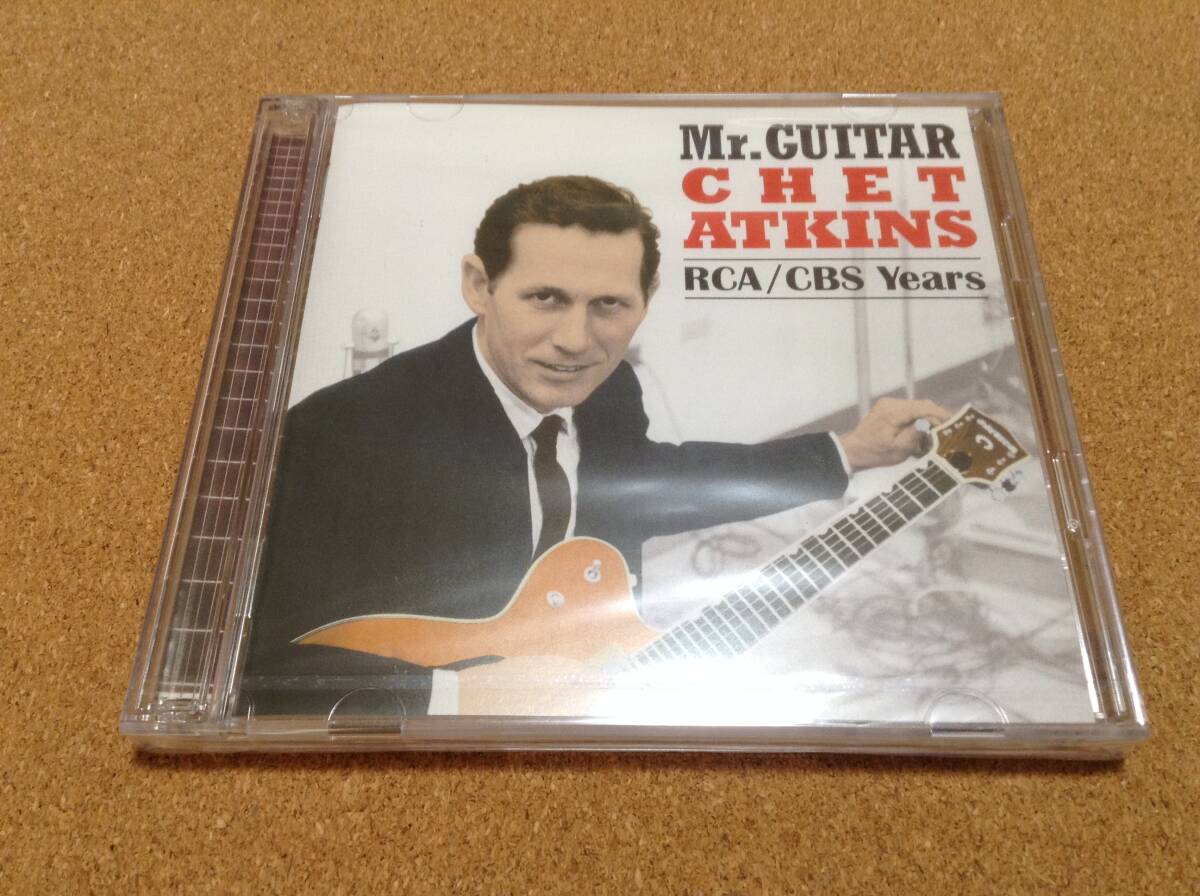 Mr.GUITAR
CHET
ATKINS
RCA/CBS Years